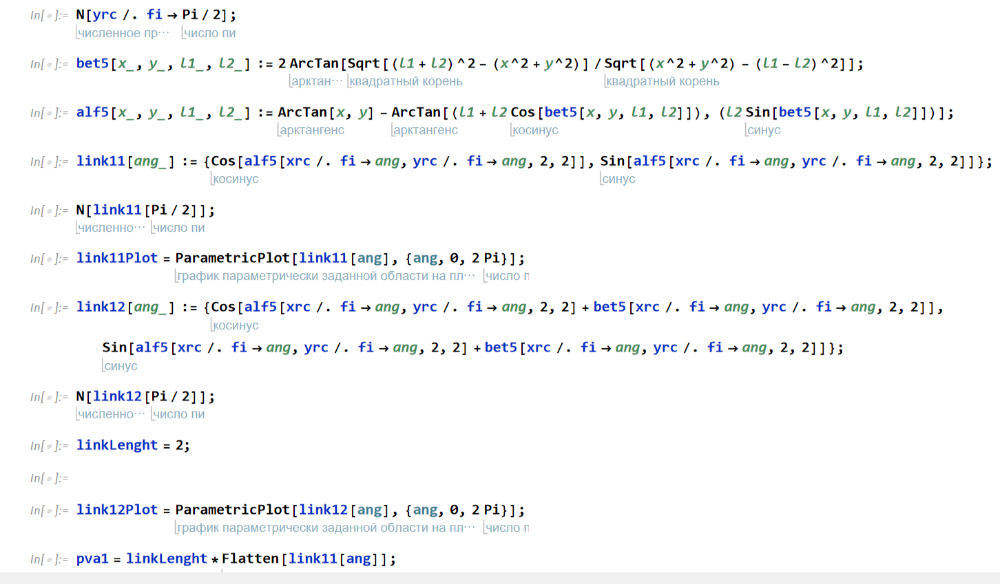 In[ ]:= N[yrc /. fi → Pi / 2];
численное пр··· число пи
In[ ]:= bet5[x_, y_, l1_, l2_] := 2 ArcTan[Sqrt[(l1 + l2)^2 - (x^2 + y^2)] / Sqrt[(x^2 + y^2) - (l1 - l2)^2]];
арктан··· квадратный корень квадратный корень
In[ ]:= alf5[x_, y_, l1_, l2_] := ArcTan[x, y] - ArcTan[(l1 + l2 Cos[bet5[x, y, l1, l2]]), (l2 Sin[bet5[x, y, l1, l2]])];
арктангенс арктангенс косинус синус
In[ ]:= link11[ang_] := {Cos[alf5[xrc /. fi → ang, yrc /. fi → ang, 2, 2]], Sin[alf5[xrc /. fi → ang, yrc /. fi → ang, 2, 2]]};
косинус синус
In[ ]:= N[link11[Pi / 2]];
численно··· число пи
In[ ]:= link11Plot = ParametricPlot[link11[ang], {ang, 0, 2 Pi}];
график параметрически заданной области на пл··· число п
In[ ]:= link12[ang_] := {Cos[alf5[xrc /. fi → ang, yrc /. fi → ang, 2, 2] + bet5[xrc /. fi → ang, yrc /. fi → ang, 2, 2]],
косинус
Sin[alf5[xrc /. fi → ang, yrc /. fi → ang, 2, 2] + bet5[xrc /. fi → ang, yrc /. fi → ang, 2, 2]]};
синус
In[ ]:= N[link12[Pi / 2]];
численно··· число пи
In[ ]:= linkLenght = 2;
In[ ]:=
In[ ]:= link12Plot = ParametricPlot[link12[ang], {ang, 0, 2 Pi}];
график параметрически заданной области на пл··· число п
In[ ]:= pva1 = linkLenght * Flatten[link11[ang]];